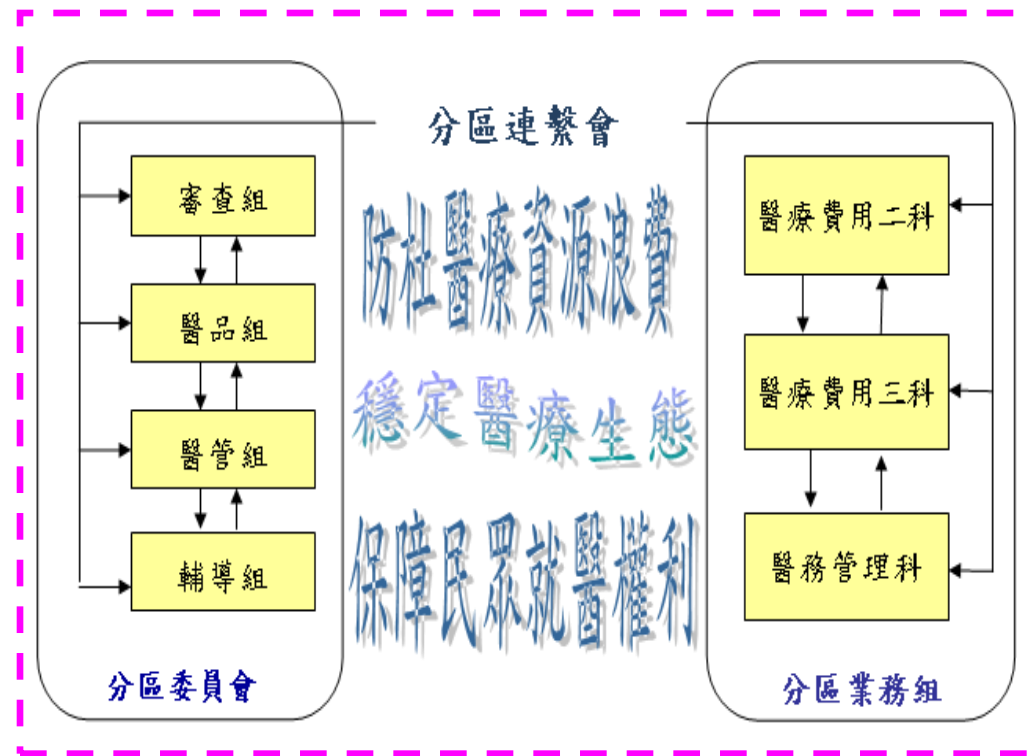 分區連繫會
審查組
醫品組
醫管組
輔導組
分區委員會
防杜醫療資源浪費
穩定醫療生態
保障民眾就醫權利
醫療費用二科
醫療費用三科
醫務管理科
分區業務組